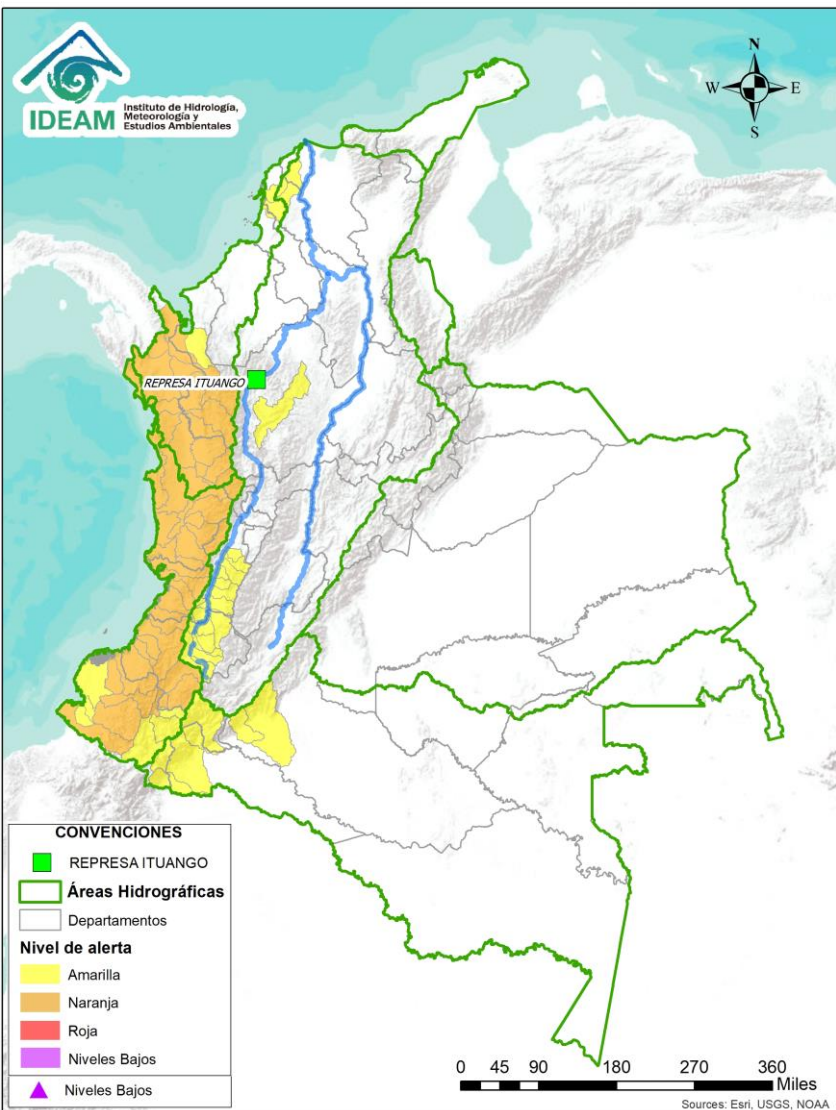 IDEAM
Instituto de Hidrología,
Meteorología y
Estudios Ambientales
N
W
E
S
REPRESA ITUANGO
CONVENCIONES
REPRESA ITUANGO
Áreas Hidrográficas
Departamentos
Nivel de alerta
Amarilla
Naranja
Roja
Niveles Bajos
Niveles Bajos
0 45 90 180 270 360
Miles
Sources: Esri, USGS, NOAA